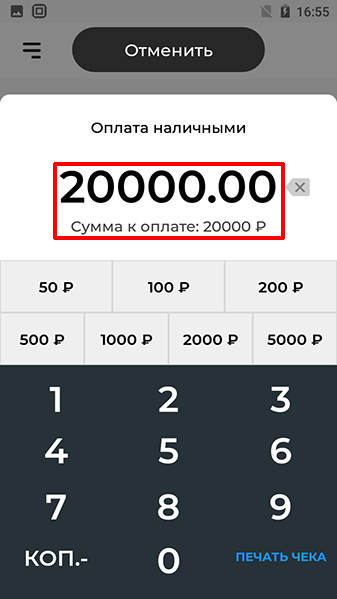 16:55
Отменить
Оплата наличными
20000.00
Сумма к оплате: 20000 ₽
50 ₽ 100 ₽ 200 ₽
500 ₽ 1000 ₽ 2000 ₽ 5000 ₽
1 2 3
4 5 6
7 8 9
КОП.- 0 ПЕЧАТЬ ЧЕКА